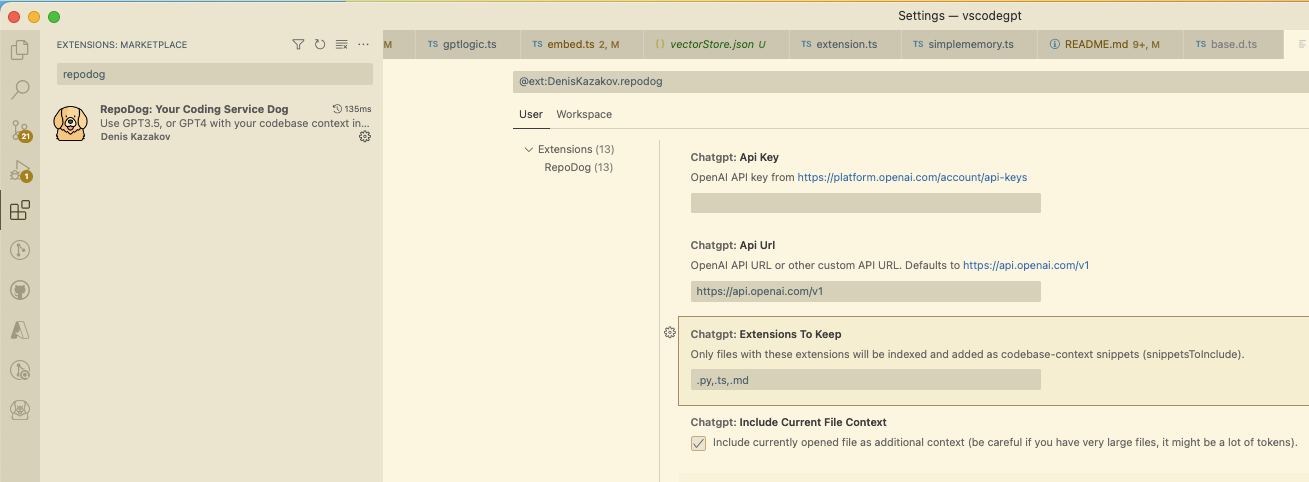 Settings — vscodegpt
EXTENSIONS: MARKETPLACE
repodog
RepoDog: Your Coding Service Dog
135ms
Use GPT3.5, or GPT4 with your codebase context in...
Denis Kazakov
21
1
M
TS gptlogic.ts
TS embed.ts 2, M
{} vectorStore.json U
TS extension.ts
TS simplememory.ts
README.md 9+, M
TS base.d.ts
@ext:DenisKazakov.repodog
User
Workspace
Extensions (13)
RepoDog (13)
Chatgpt: Api Key
OpenAI API key from https://platform.openai.com/account/api-keys
Chatgpt: Api Url
OpenAI API URL or other custom API URL. Defaults to https://api.openai.com/v1
https://api.openai.com/v1
Chatgpt: Extensions To Keep
Only files with these extensions will be indexed and added as codebase-context snippets (snippetsToInclude).
.py,.ts,.md
Chatgpt: Include Current File Context
Include currently opened file as additional context (be careful if you have very large files, it might be a lot of tokens).